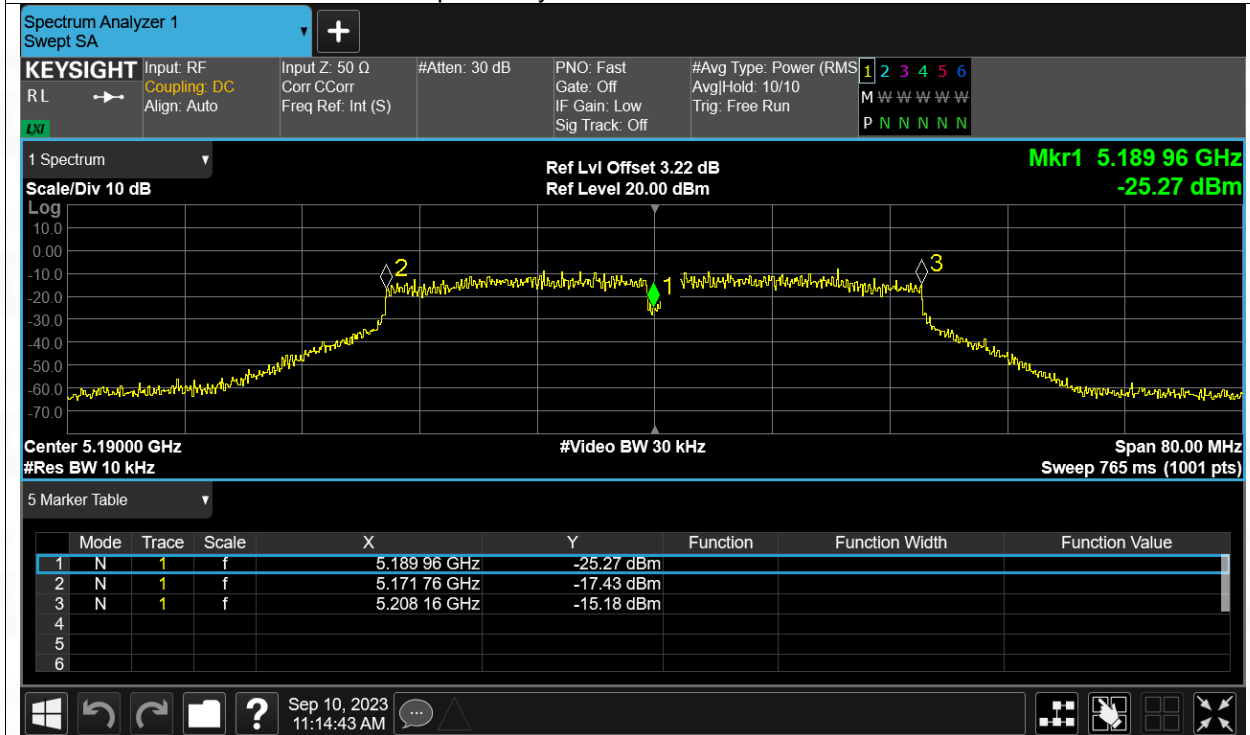 Spectrum Analyzer 1
Swept SA
+
KEYSIGHT Input: RF Input Z: 50 Ω #Atten: 30 dB PNO: Fast #Avg Type: Power (RMS 1 2 3 4 5 6
RL Coupling: DC Corr CCorr Gate: Off Avg|Hold: 10/10 M W W W W W
Align: Auto Freq Ref: Int (S) IF Gain: Low Trig: Free Run
LXI Sig Track: Off P N N N N N
1 Spectrum Ref Lvl Offset 3.22 dB Mkr1 5.189 96 GHz
Scale/Div 10 dB Ref Level 20.00 dBm -25.27 dBm
Log
10.0
0.00
-10.0
-20.0
-30.0
-40.0
-50.0
-60.0
-70.0
2
1
3
Center 5.19000 GHz #Video BW 30 kHz Span 80.00 MHz
#Res BW 10 kHz Sweep 765 ms (1001 pts)
5 Marker Table
Mode Trace Scale X Y Function Function Width Function Value
1 N 1 f 5.189 96 GHz -25.27 dBm
2 N 1 f 5.171 76 GHz -17.43 dBm
3 N 1 f 5.208 16 GHz -15.18 dBm
4
5
6
? Sep 10, 2023
11:14:43 AM